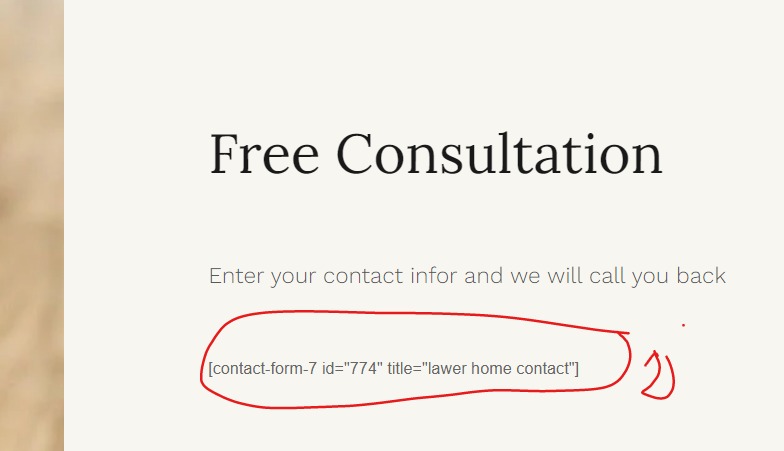 Free Consultation
Enter your contact infor and we will call you back
[contact-form-7 id="774" title="lawer home contact"]